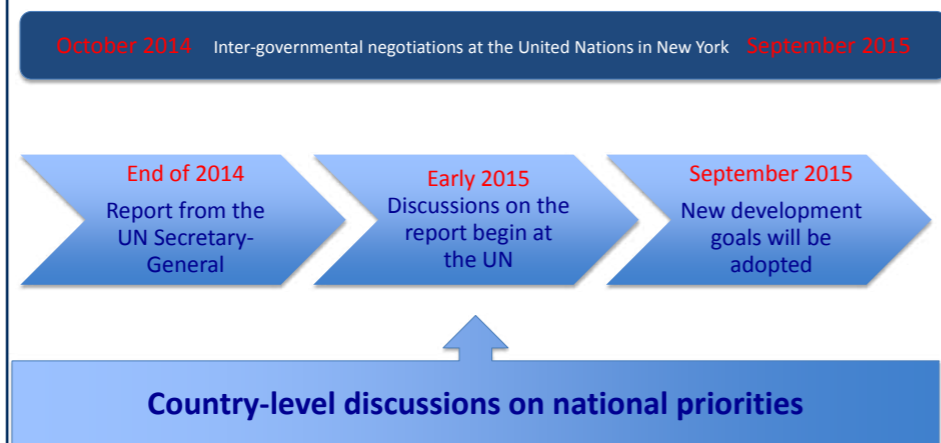 October 2014 Inter-governmental negotiations at the United Nations in New York September 2015
End of 2014
Report from the
UN Secretary-
General
Early 2015
Discussions on the
report begin at
the UN
September 2015
New development
goals will be
adopted
Country-level discussions on national priorities